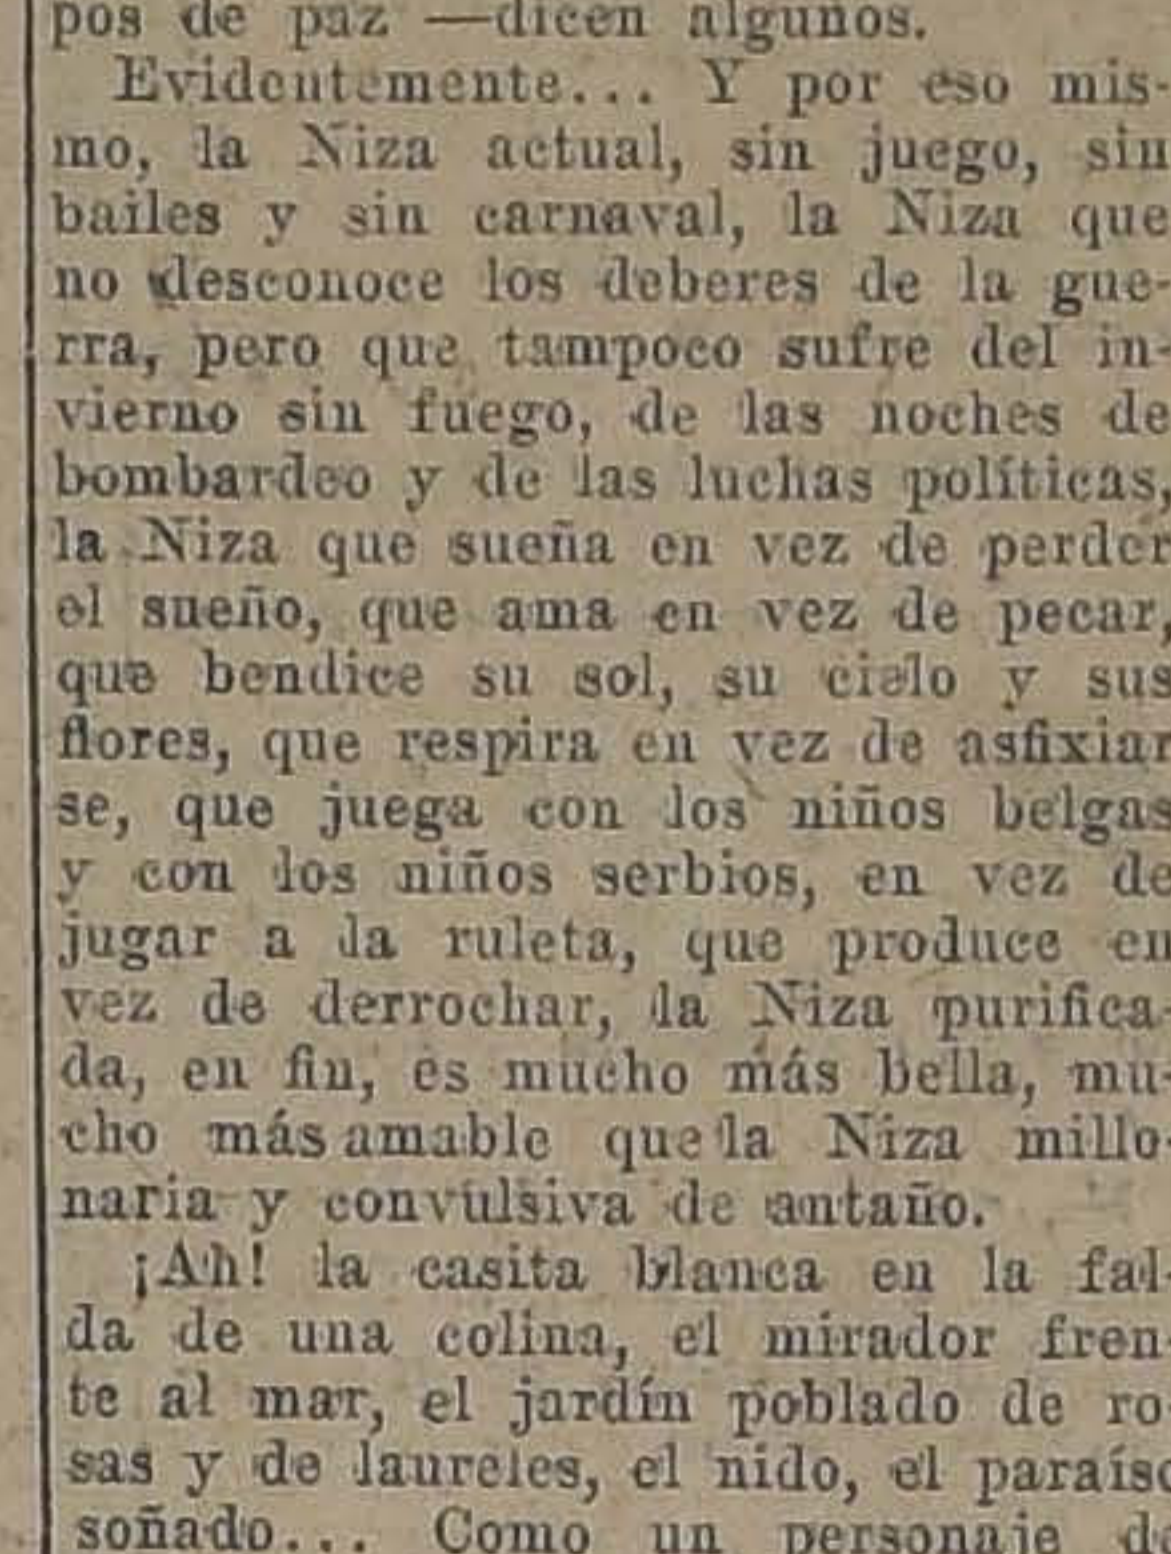 pos de paz —dicen algunos.
Evidentemente... Y por eso mis-
mo, la Niza actual, sin juego, sin
bailes y sin carnaval, la Niza que
no desconoce los deberes de la gue-
rra, pero que tampoco sufre del in-
vierno sin fuego, de las noches de
bombardeo y de las luchas políticas,
la Niza que sueña en vez de perder
el sueño, que ama en vez de pecar,
que bendice su sol, su cielo y sus
flores, que respira en vez de asfixiar
se, que juega con los niños belgas
y con los niños serbios, en vez de
jugar a la ruleta, que produce en
vez de derrochar, la Niza purifica-
da, en fin, es mucho más bella, mu-
cho más amable que la Niza millo-
naria y convulsiva de antaño.
¡Ah! la casita blanca en la fal-
da de una colina, el mirador fren-
te al mar, el jardín poblado de ro
sas y de laureles, el nido, el paraíso
soñado... Como un personaje de